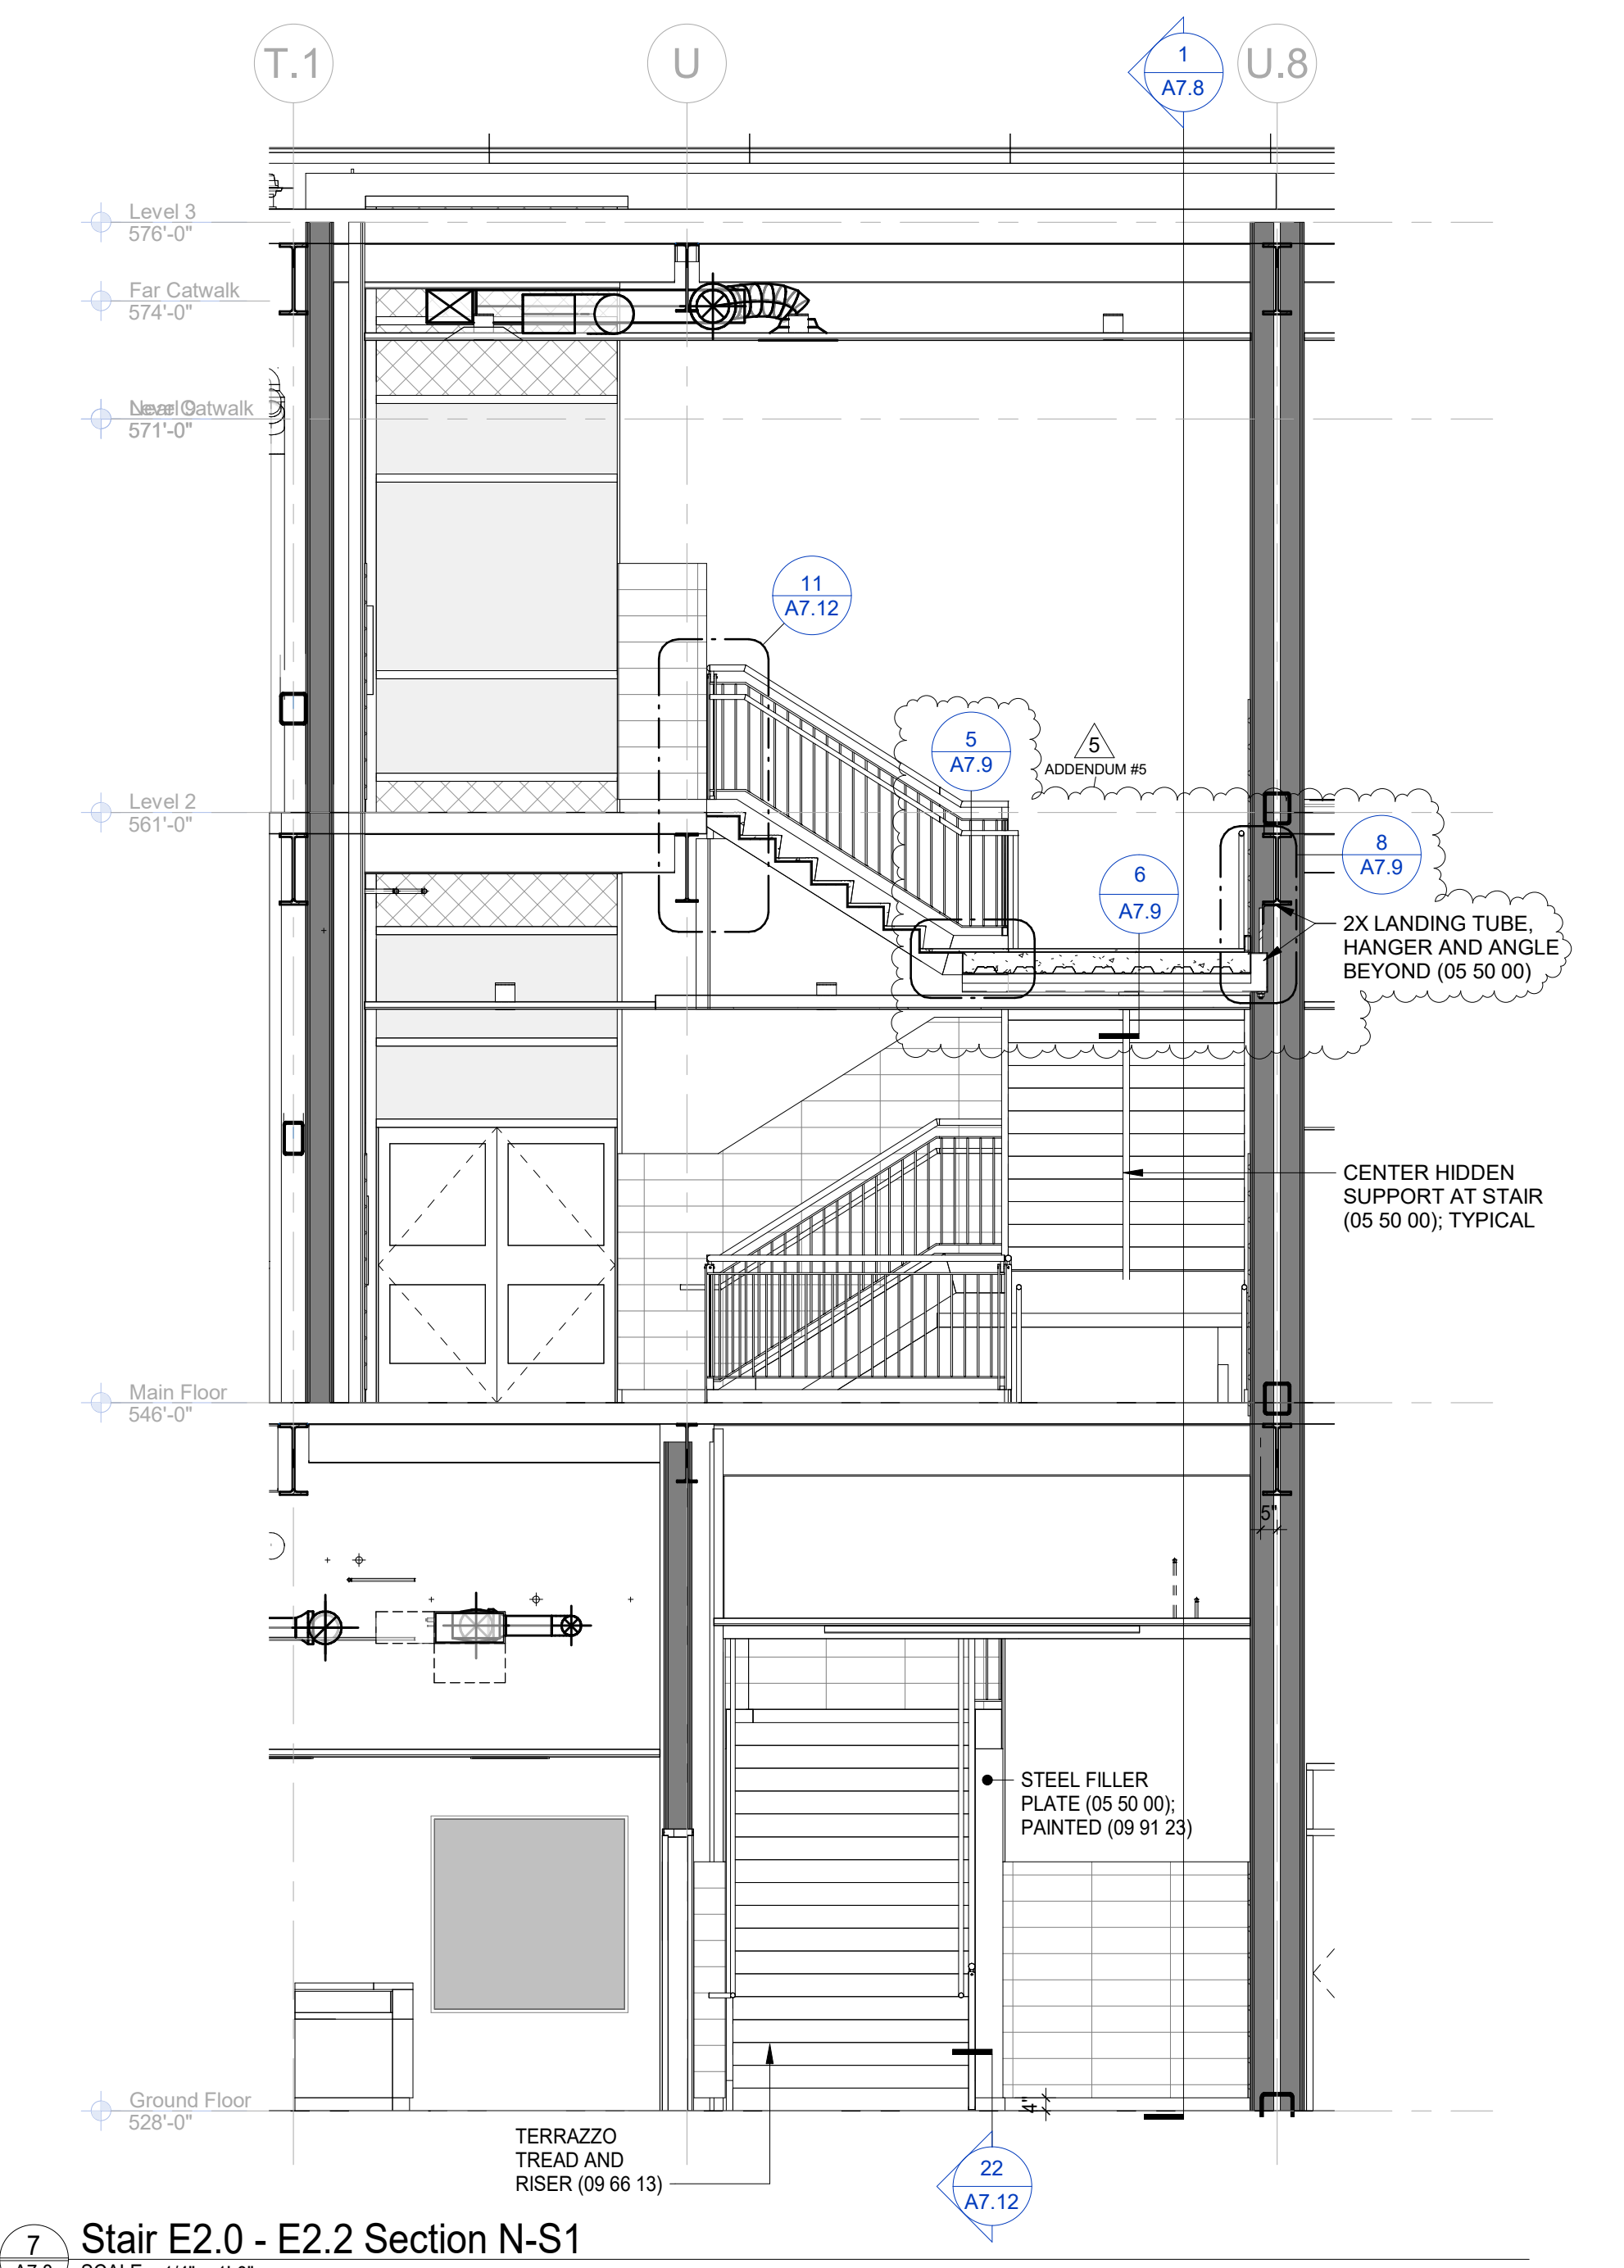 T.1
U
1
A7.8
U.8
Level 3
576'-0"
Far Catwalk
574'-0"
571'-0"
11
A7.12
5
A7.9
5
ADDENDUM #5
Level 2
561'-0"
8
A7.9
6
A7.9
2X LANDING TUBE,
HANGER AND ANGLE
BEYOND (05 50 00)
CENTER HIDDEN
SUPPORT AT STAIR
(05 50 00); TYPICAL
Main Floor
546'-0"
5"
STEEL FILLER
PLATE (05 50 00);
PAINTED (09 91 23)
Ground Floor
528'-0"
4"
TERRAZZO
TREAD AND
RISER (09 66 13)
22
A7.12
7
Stair E2.0 - E2.2 Section N-S1